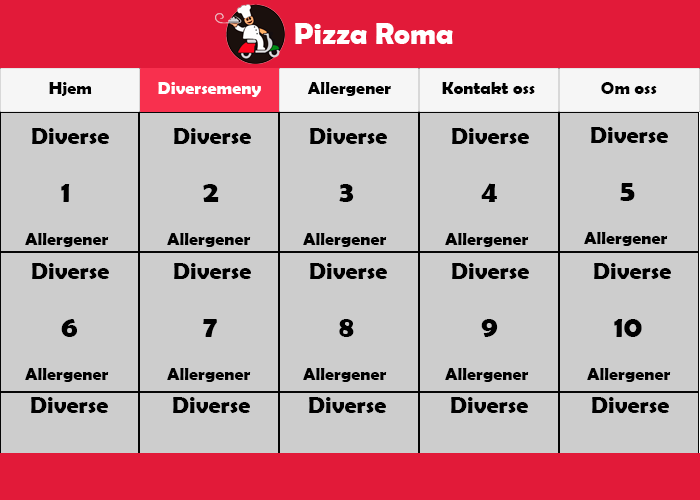 Pizza Roma
Hjem Diversemeny Allergener Kontakt oss Om oss
Diverse Diverse Diverse Diverse Diverse
1 2 3 4 5
Allergener Allergener Allergener Allergener Allergener
Diverse Diverse Diverse Diverse Diverse
6 7 8 9 10
Allergener Allergener Allergener Allergener Allergener
Diverse Diverse Diverse Diverse Diverse